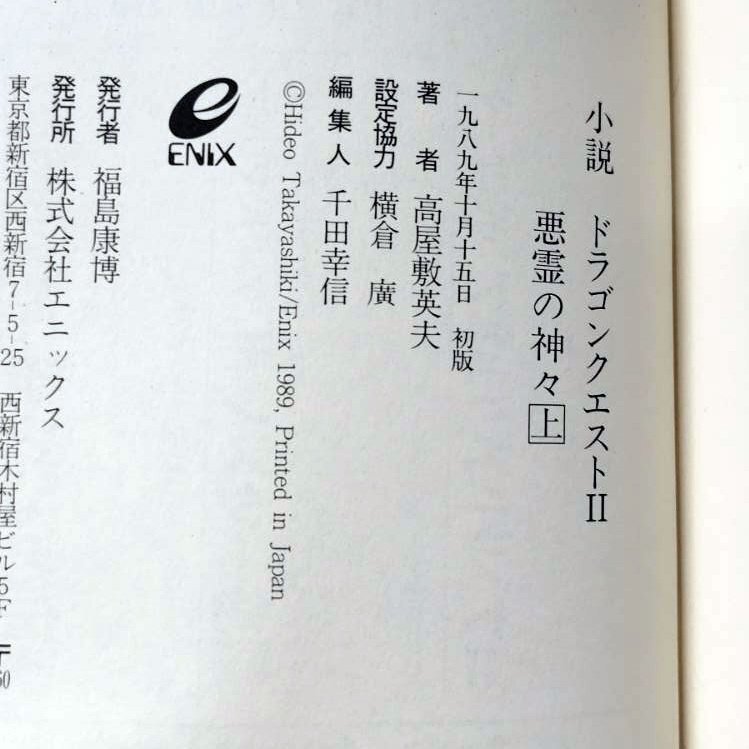 小説 ドラゴンクエストII
悪霊の神々 上
一九八九年十月十五日 初版
著者 高屋敷英夫
設定協力 横倉 廣
編集人 千田幸信
©Hideo Takayashiki/Enix 1989, Printed in Japan
ENIX
発行者 福島康博
発行所 株式会社エニックス
東京都新宿区西新宿7-5-25 西新宿木村屋ビル5F 〒